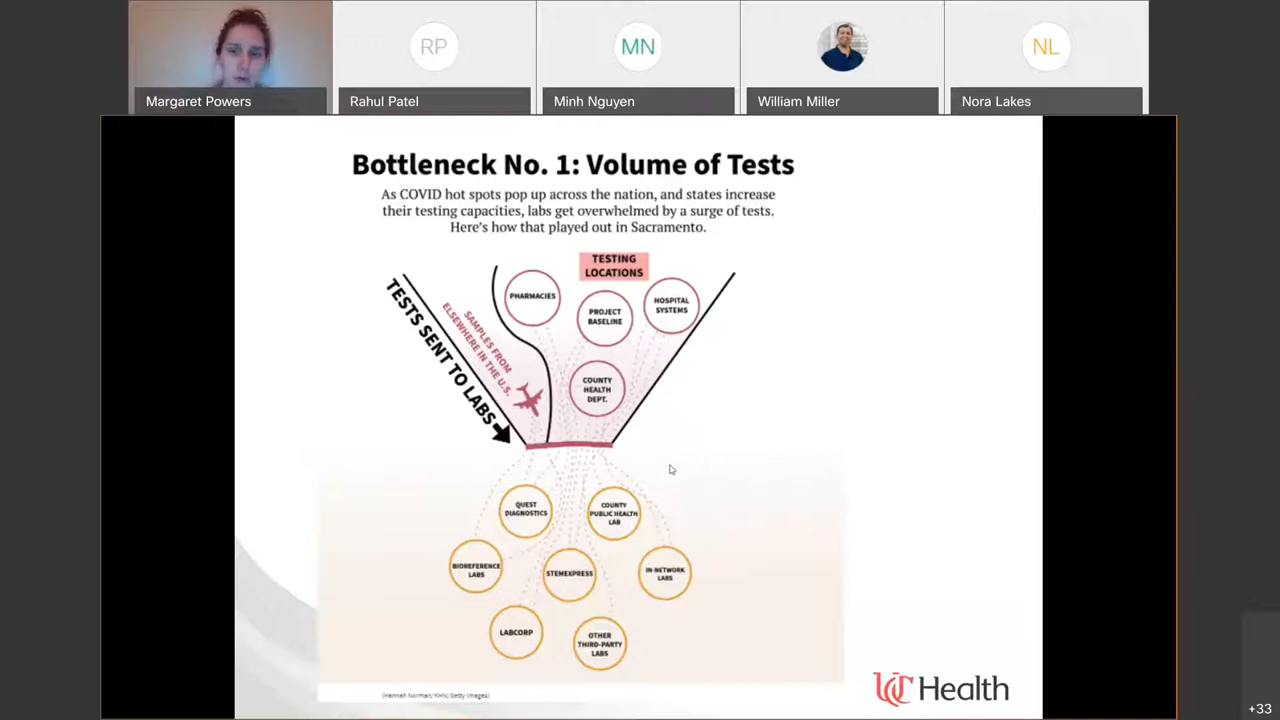 RP
MN
NL
Margaret Powers
Rahul Patel
Minh Nguyen
William Miller
Nora Lakes
Bottleneck No. 1: Volume of Tests
As COVID hot spots pop up across the nation, and states increase
their testing capacities, labs get overwhelmed by a surge of tests.
Here's how that played out in Sacramento.
TESTING
LOCATIONS
TESTS SENT TO LABS
SAMPLES FROM
ELSEWHERE IN THE U.S.
PHARMACIES
PROJECT
BASELINE
HOSPITAL
SYSTEMS
COUNTY
HEALTH
DEPT.
QUEST
DIAGNOSTICS
COUNTY
PUBLIC HEALTH
LAB
BIOREFERENCE
LABS
STEMEXPRESS
IN-NETWORK
LABS
LABCORP
OTHER
THIRD-PARTY
LABS
(Hannah Norman/KHN; Getty Images)
UC Health
+33